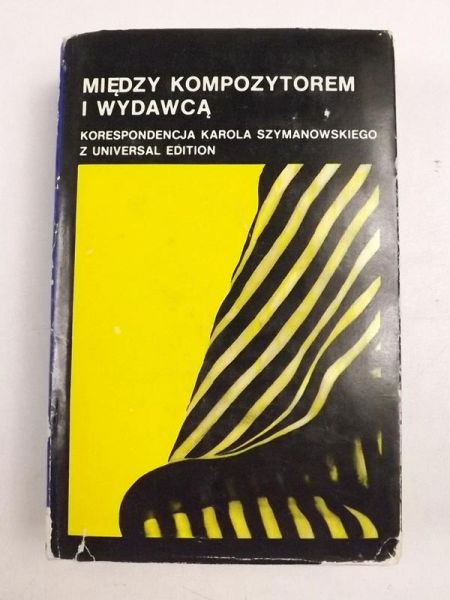 MIĘDZY KOMPOZYTOREM
I WYDAWCĄ
KORESPONDENCJA KAROLA SZYMANOWSKIEGO
Z UNIVERSAL EDITION